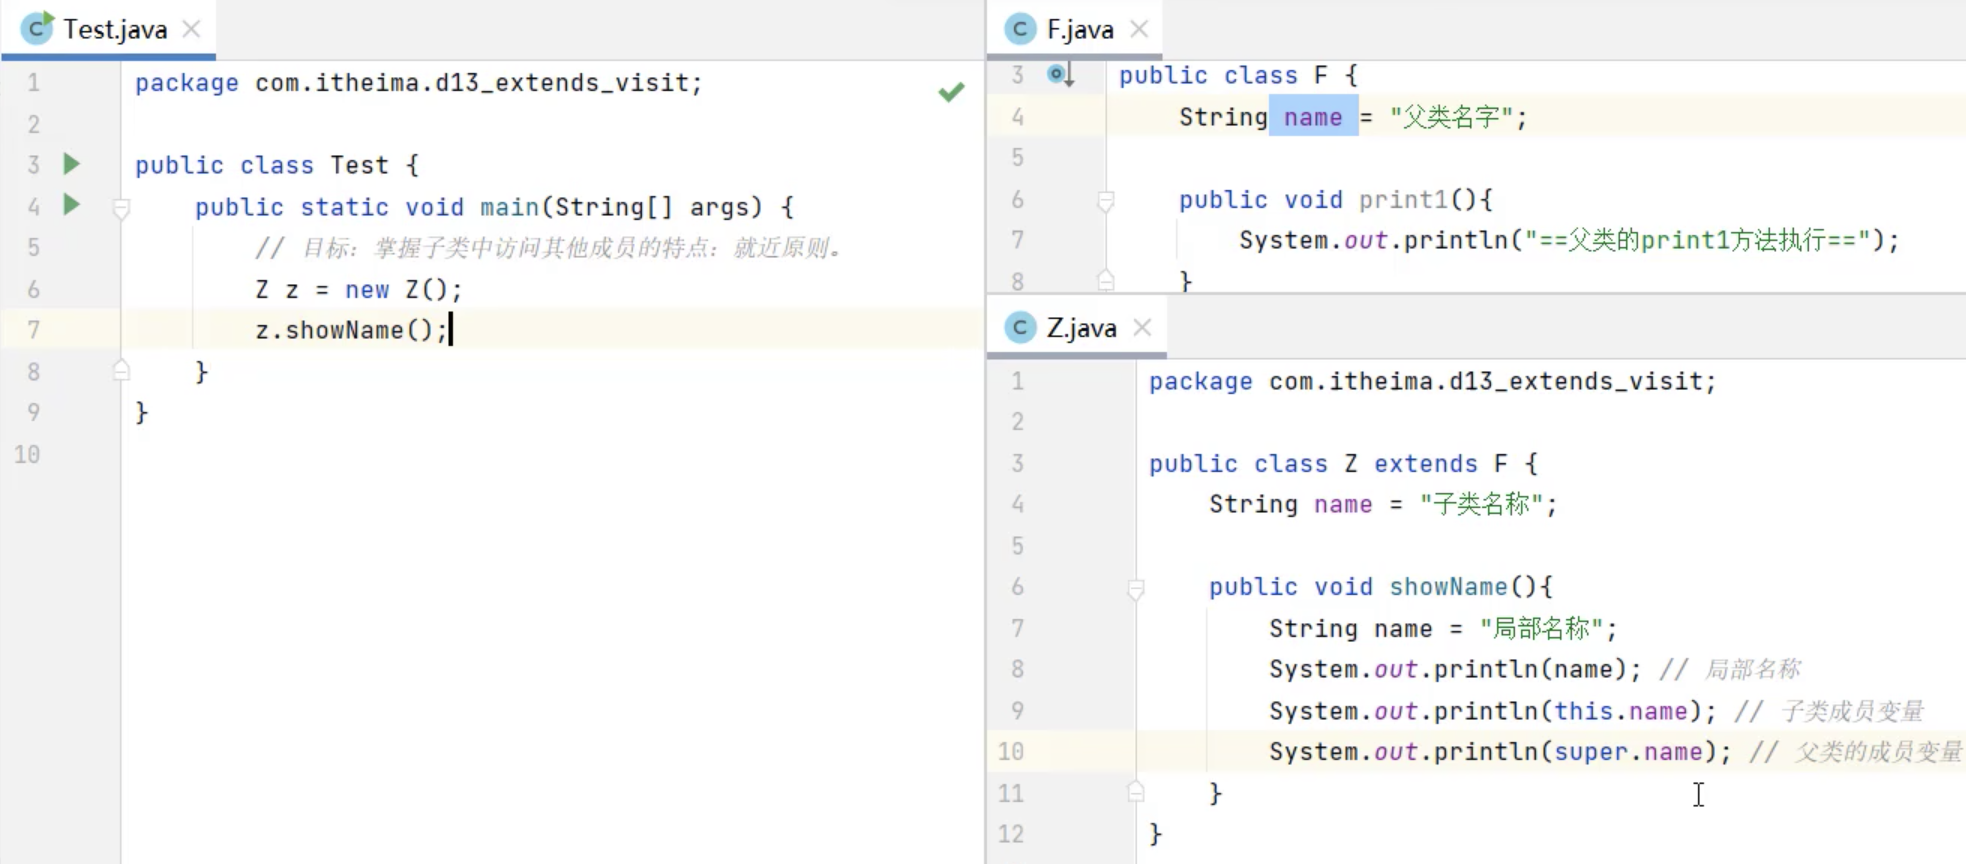 Test.java
1 package com.itheima.d13_extends_visit;
2
3 public class Test {
4 public static void main(String[] args) {
5 // 目标：掌握子类中访问其他成员的特点：就近原则。
6 Z z = new Z();
7 z.showName();
8 }
9 }
10
F.java
3 public class F {
4 String name = "父类名字";
5
6 public void print1(){
7 System.out.println("==父类的print1方法执行==");
8 }
Z.java
1 package com.itheima.d13_extends_visit;
2
3 public class Z extends F {
4 String name = "子类名称";
5
6 public void showName(){
7 String name = "局部名称";
8 System.out.println(name); // 局部名称
9 System.out.println(this.name); // 子类成员变量
10 System.out.println(super.name); // 父类的成员变量
11 }
12 }